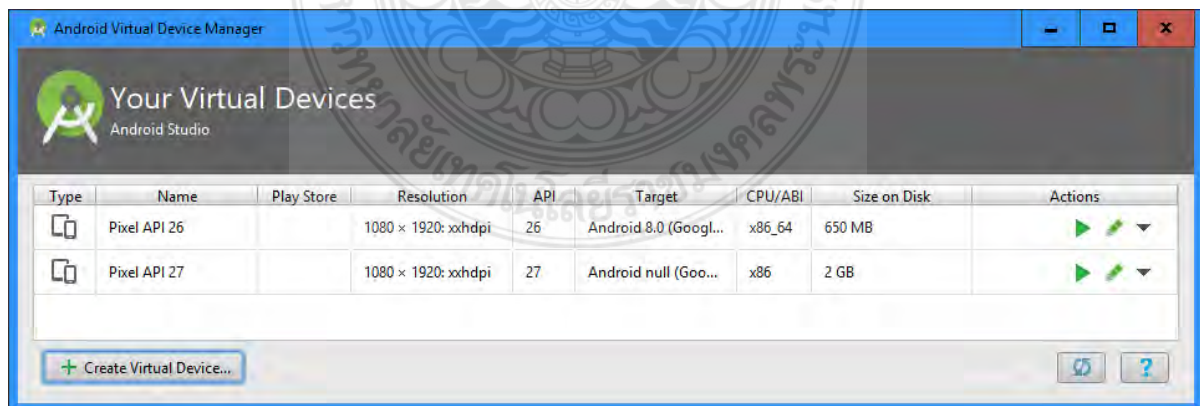 Android Virtual Device Manager
Your Virtual Devices
Android Studio
Type Name Play Store Resolution API Target CPU/ABI Size on Disk Actions
Pixel API 26 1080 × 1920: xxhdpi 26 Android 8.0 (Googl... x86_64 650 MB
Pixel API 27 1080 × 1920: xxhdpi 27 Android null (Goo... x86 2 GB
+ Create Virtual Device...
?